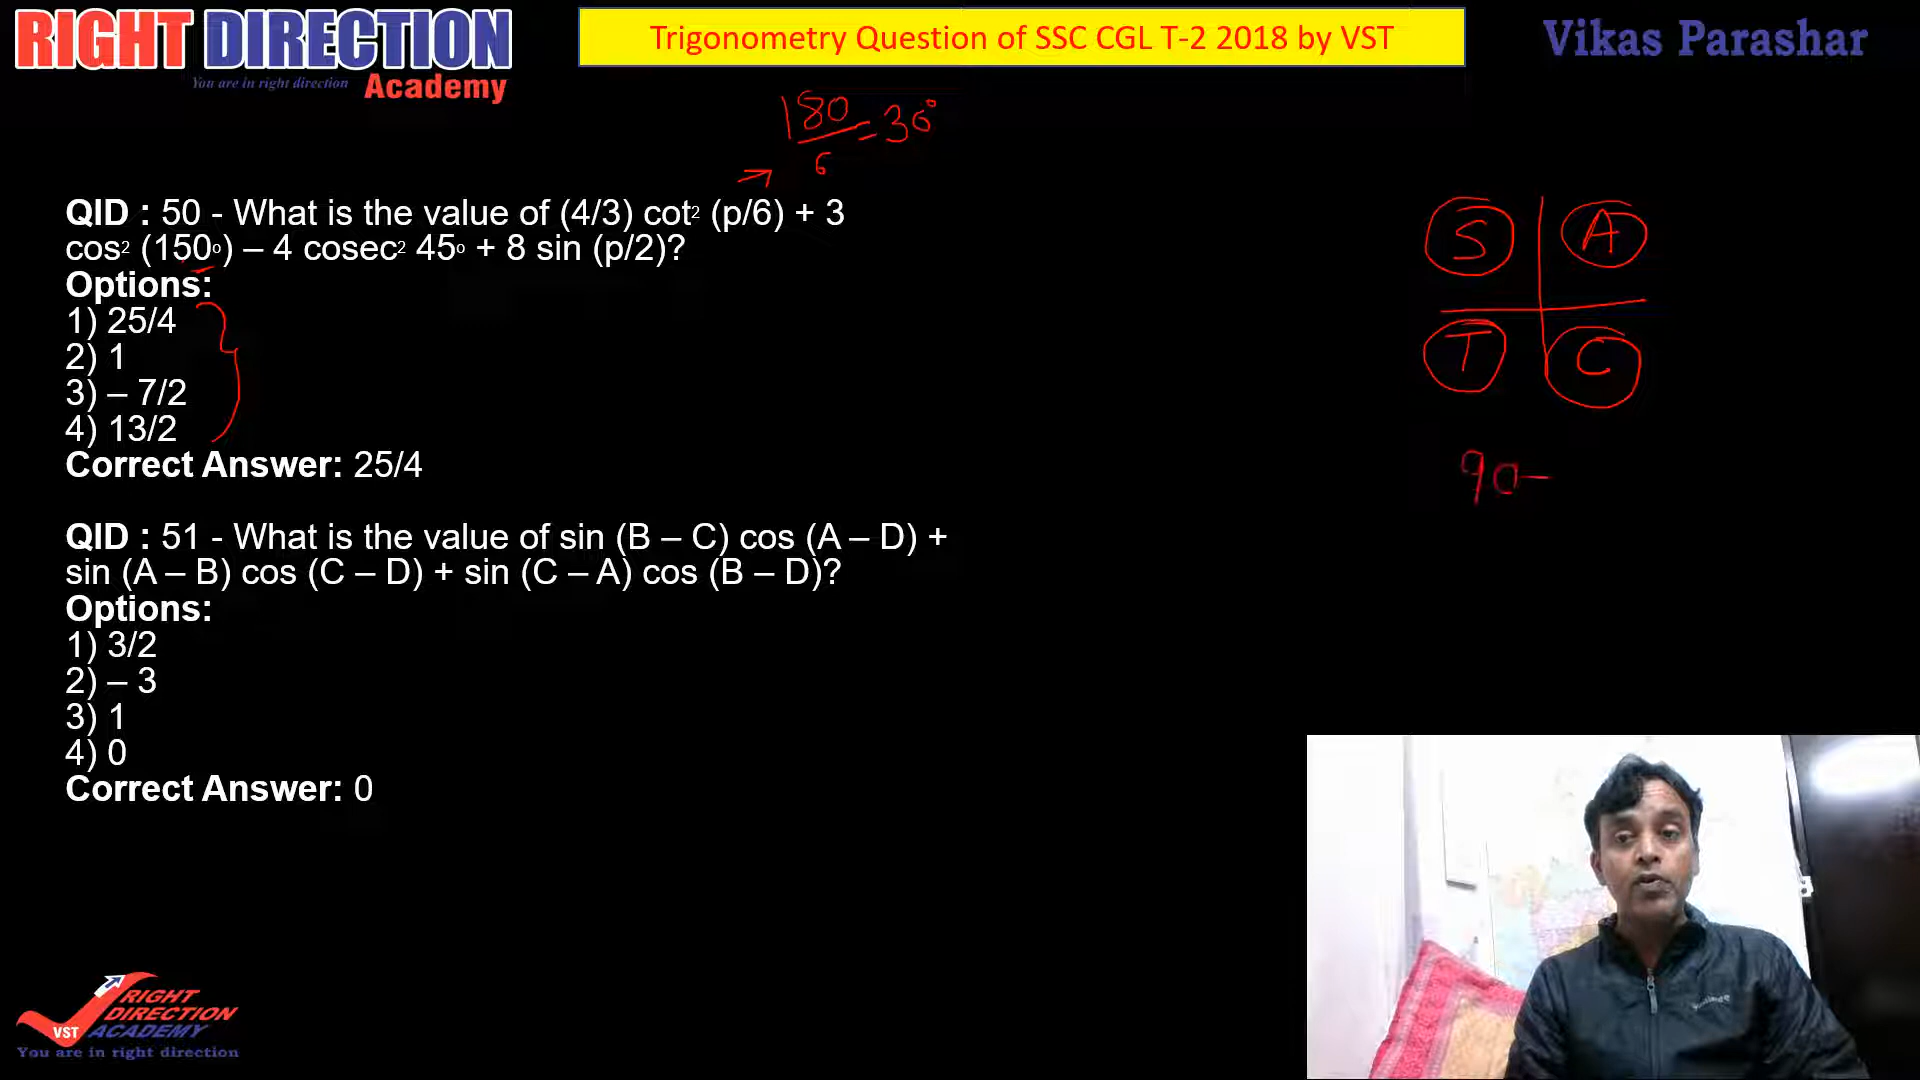 RIGHT DIRECTION
You are in right direction Academy
Trigonometry Question of SSC CGL T-2 2018 by VST
Vikas Parashar
180/6 = 30°
QID : 50 - What is the value of (4/3) cot² (p/6) + 3
cos² (150º) – 4 cosec² 45º + 8 sin (p/2)?
Options:
1) 25/4
2) 1
3) – 7/2
4) 13/2
Correct Answer: 25/4
S A
T C
90-
QID : 51 - What is the value of sin (B – C) cos (A – D) +
sin (A – B) cos (C – D) + sin (C – A) cos (B – D)?
Options:
1) 3/2
2) – 3
3) 1
4) 0
Correct Answer: 0
RIGHT
DIRECTION
VST ACADEMY
You are in right direction